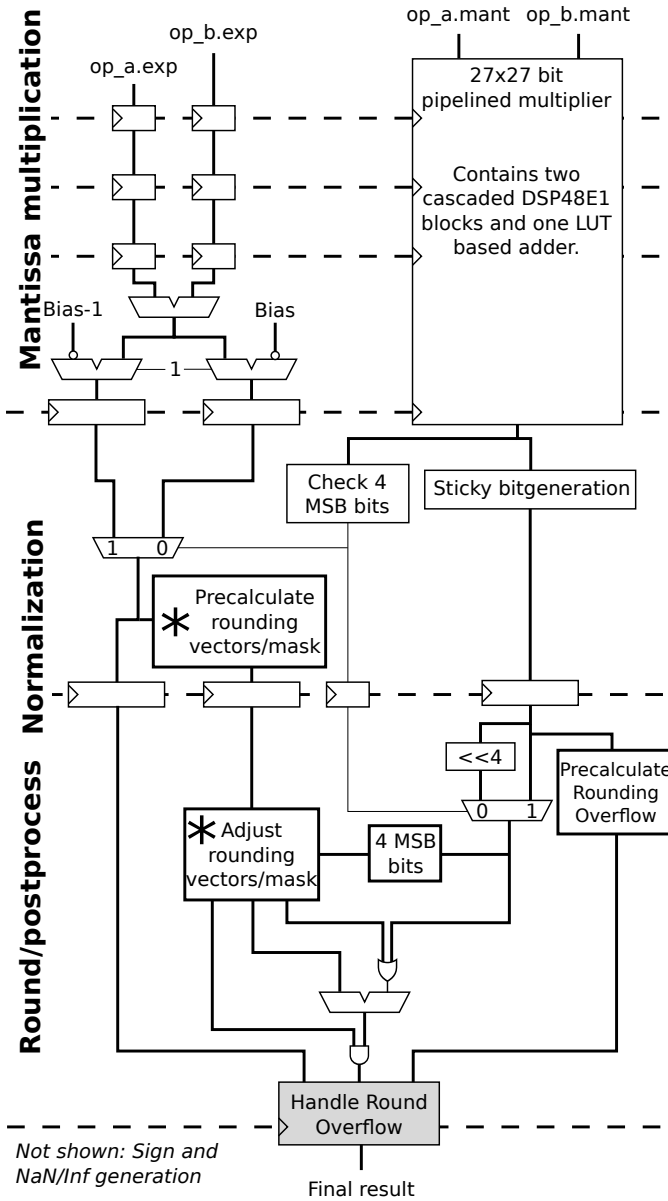 op_a.mant op_b.mant
op_b.exp
op_a.exp
27x27 bit
pipelined multiplier
Contains two
cascaded DSP48E1
blocks and one LUT
based adder.
Mantissa multiplication
Bias-1
Bias
1
Check 4
MSB bits
Sticky bitgeneration
1 0
Precalculate
rounding
vectors/mask
Normalization
<<4
Precalculate
Rounding
Overflow
0 1
Adjust
rounding
vectors/mask
4 MSB
bits
Round/postprocess
Handle Round
Overflow
Not shown: Sign and
NaN/Inf generation
Final result